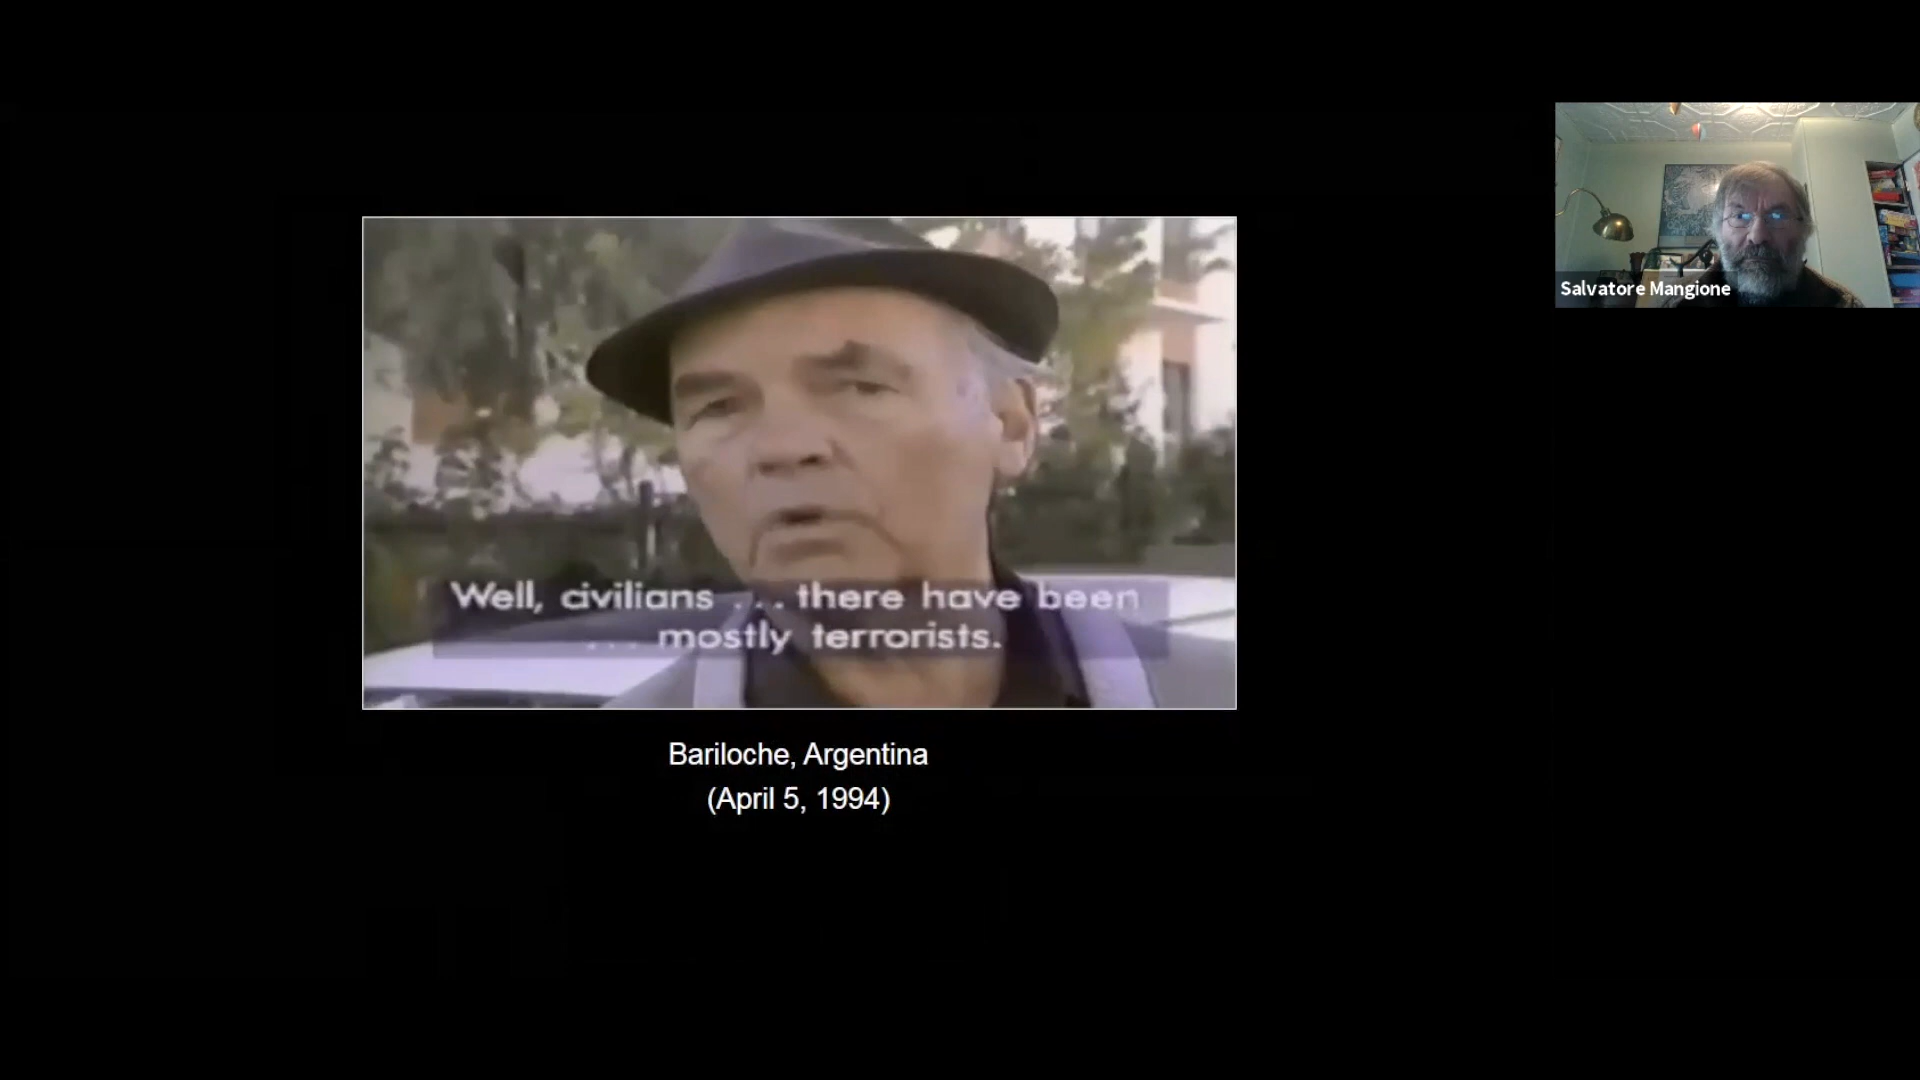 Well, civilians ... there have been
... mostly terrorists.
Bariloche, Argentina
(April 5, 1994)
Salvatore Mangione